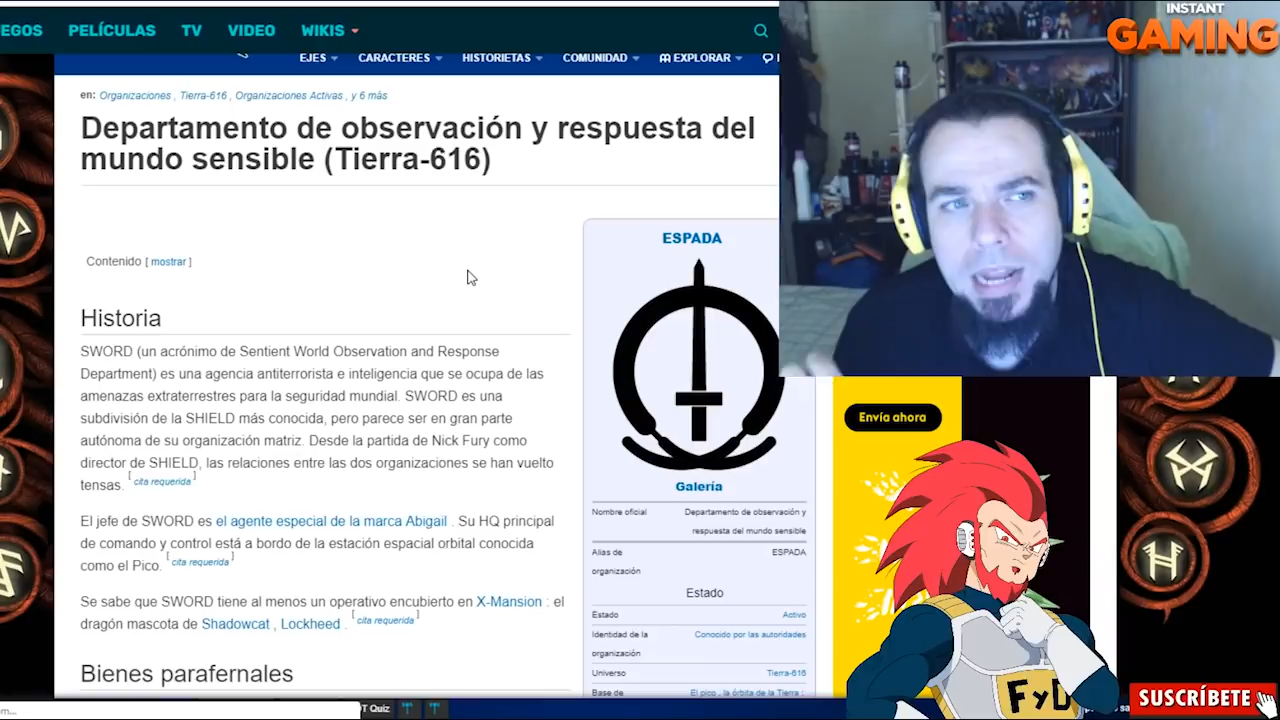 EGOS PELÍCULAS TV VIDEO WIKIS
INSTANT
GAMING
EJES CARACTERES HISTORIETAS COMUNIDAD EXPLORAR
en: Organizaciones , Tierra-616 , Organizaciones Activas , y 6 más
Departamento de observación y respuesta del
mundo sensible (Tierra-616)
Contenido [ mostrar ]
Historia
SWORD (un acrónimo de Sentient World Observation and Response
Department) es una agencia antiterrorista e inteligencia que se ocupa de las
amenazas extraterrestres para la seguridad mundial. SWORD es una
subdivisión de la SHIELD más conocida, pero parece ser en gran parte
autónoma de su organización matriz. Desde la partida de Nick Fury como
director de SHIELD, las relaciones entre las dos organizaciones se han vuelto
tensas. [ cita requerida ]
El jefe de SWORD es el agente especial de la marca Abigail . Su HQ principal
de comando y control está a bordo de la estación espacial orbital conocida
como el Pico. [ cita requerida ]
Se sabe que SWORD tiene al menos un operativo encubierto en X-Mansion : el
dragón mascota de Shadowcat , Lockheed . [ cita requerida ]
Bienes parafernales
ESPADA
Galería
Nombre oficial Departamento de observación y
respuesta del mundo sensible
Alias de ESPADA
organización
Estado
Estado Activo
Identidad de la Conocido por las autoridades
organización
Universo Tierra-616
Base de El pico , la órbita de la Tierra ;
Envía ahora
FyD
SUSCRÍBETE
OT Quiz